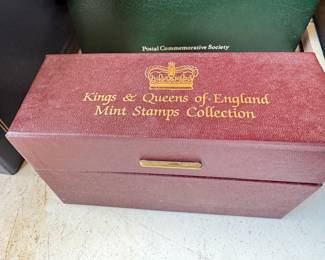 Postal Commemorative Society
Kings & Queens of England
Mint Stamps Collection